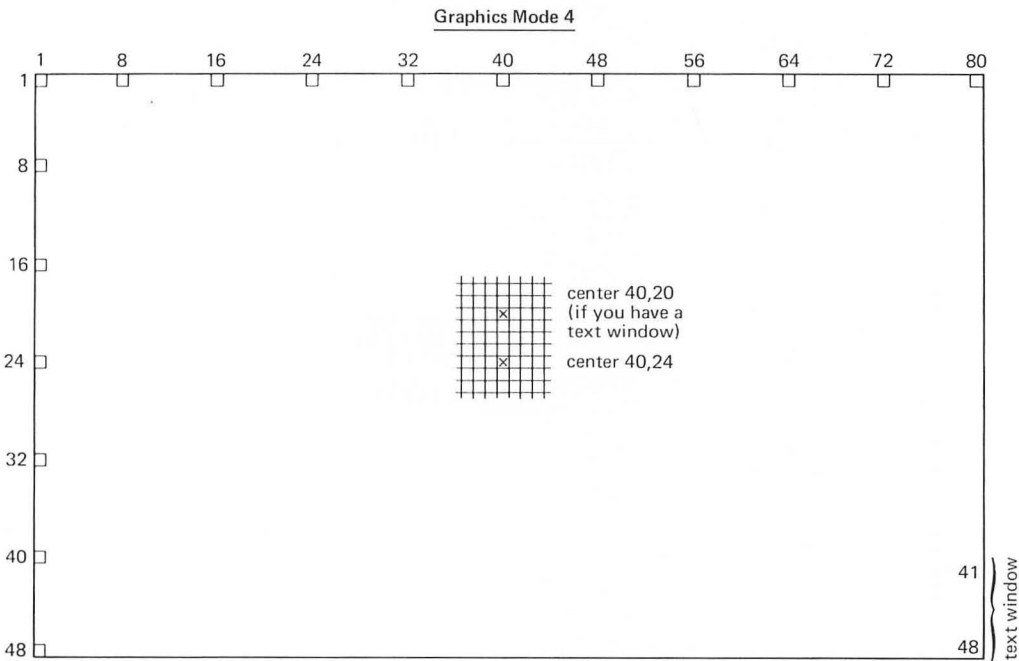 Graphics Mode 4
1 8 16 24 32 40 48 56 64 72 80
1
8
16
center 40,20
(if you have a
text window)
24
center 40,24
32
40
41
48
48
text window